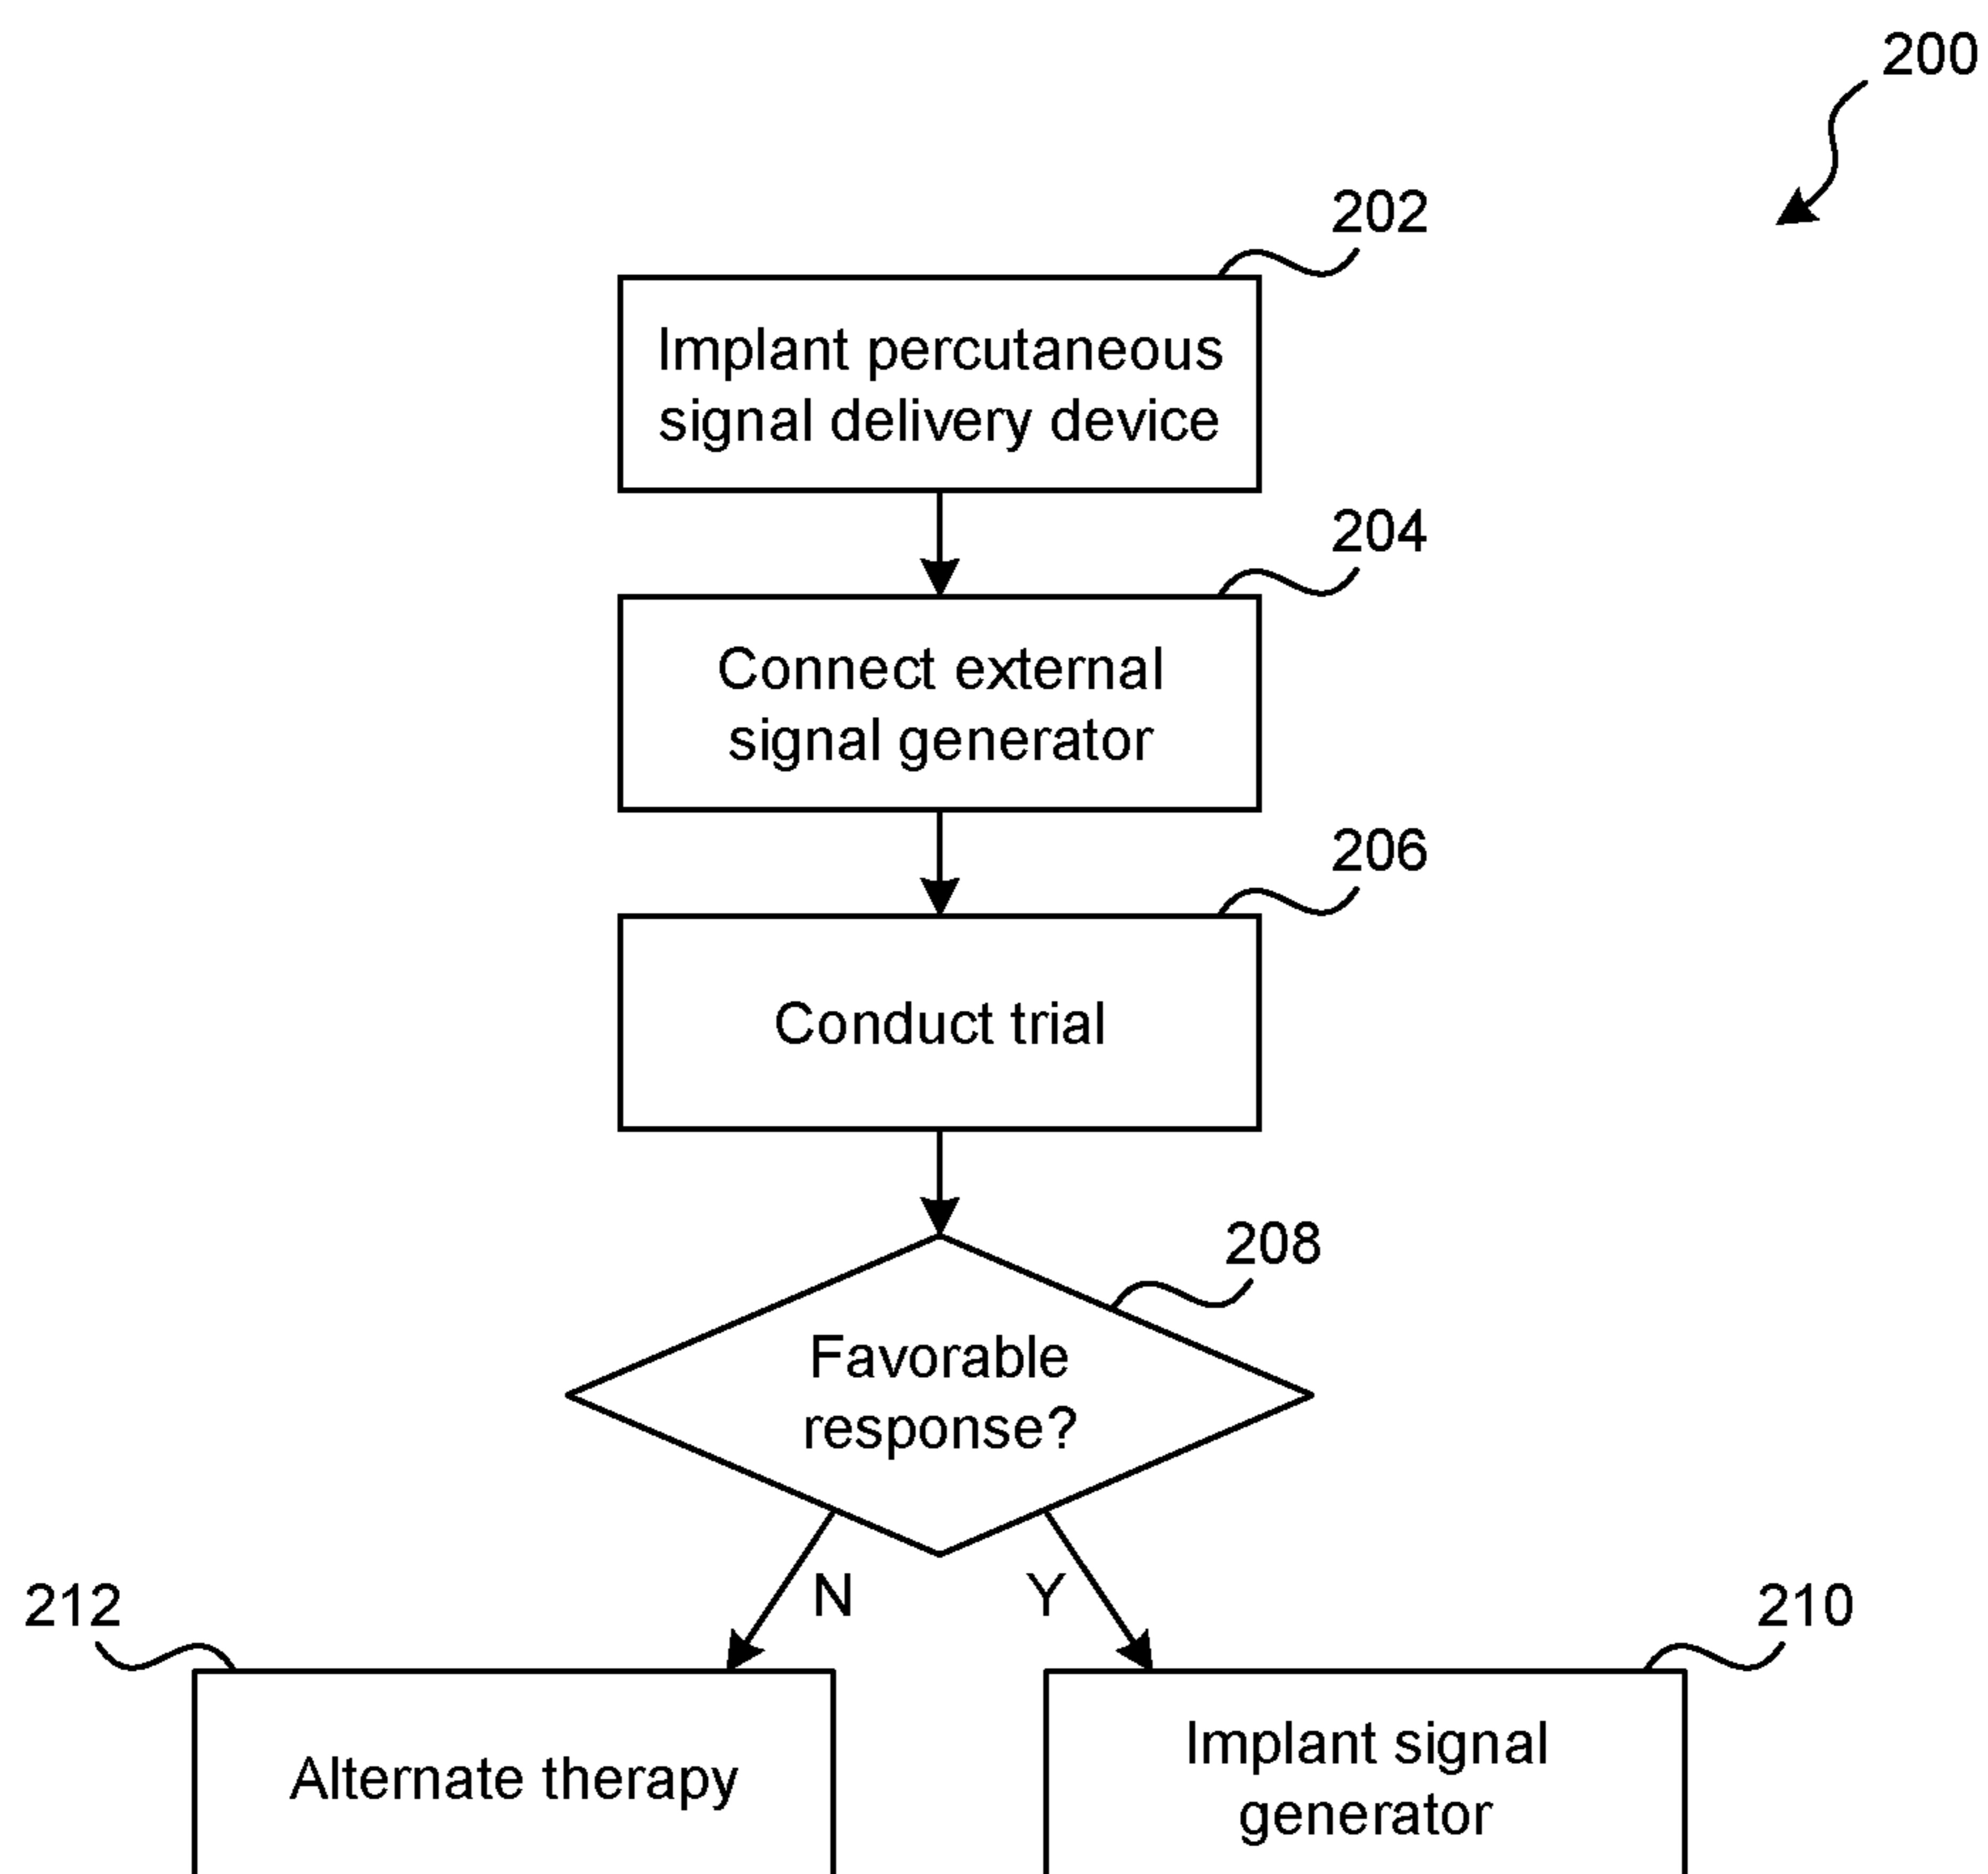 200
202
Implant percutaneous
signal delivery device
204
Connect external
signal generator
206
Conduct trial
208
Favorable
response?
N
Y
212
210
Alternate therapy
Implant signal
generator